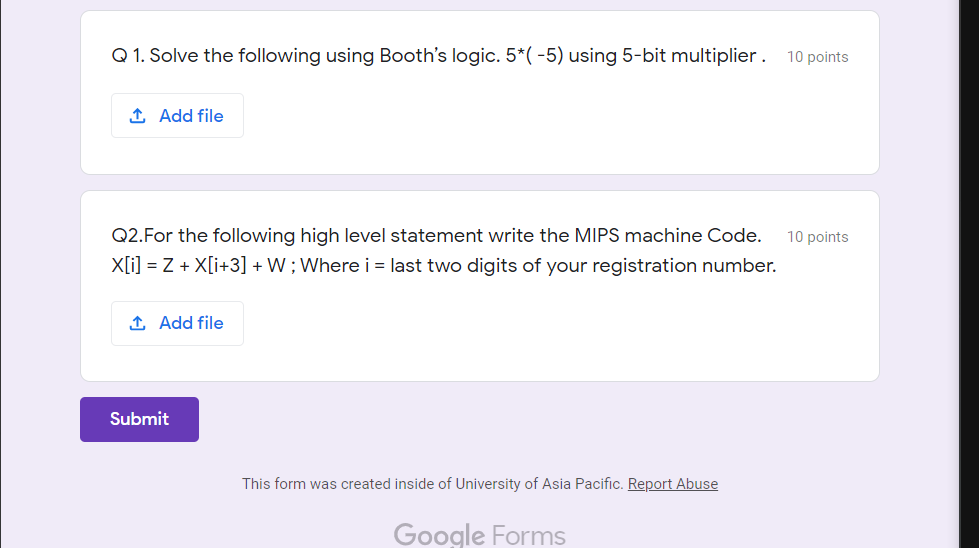 Q 1. Solve the following using Booth’s logic. 5*( -5) using 5-bit multiplier .
10 points
Add file
Q2.For the following high level statement write the MIPS machine Code.
10 points
X[i] = Z + X[i+3] + W ; Where i = last two digits of your registration number.
Add file
Submit
This form was created inside of University of Asia Pacific. Report Abuse
Google Forms